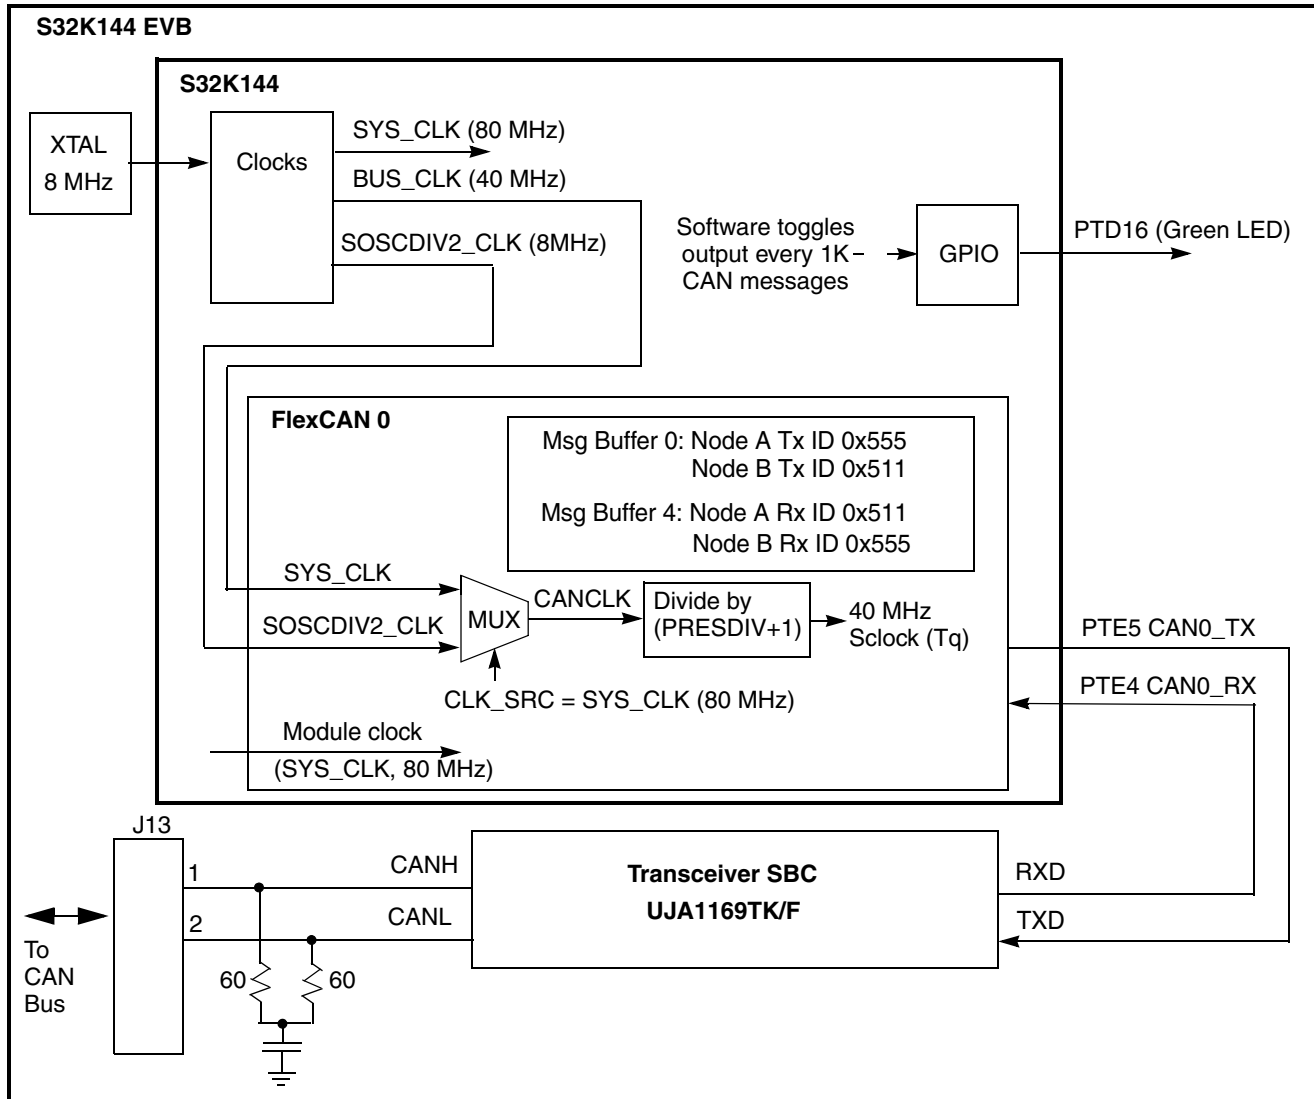 S32K144 EVB
S32K144
XTAL
8 MHz
Clocks
SYS_CLK (80 MHz)
BUS_CLK (40 MHz)
SOSCDIV2_CLK (8MHz)
Software toggles
output every 1K
CAN messages
GPIO
PTD16 (Green LED)
FlexCAN 0
Msg Buffer 0: Node A Tx ID 0x555
Node B Tx ID 0x511
Msg Buffer 4: Node A Rx ID 0x511
Node B Rx ID 0x555
SYS_CLK
SOSCDIV2_CLK
MUX
CANCLK
Divide by
(PRESDIV+1)
40 MHz
Sclock (Tq)
CLK_SRC = SYS_CLK (80 MHz)
Module clock
(SYS_CLK, 80 MHz)
PTE5 CAN0_TX
PTE4 CAN0_RX
J13
1
2
CANH
CANL
Transceiver SBC
UJA1169TK/F
RXD
TXD
To
CAN
Bus
60
60